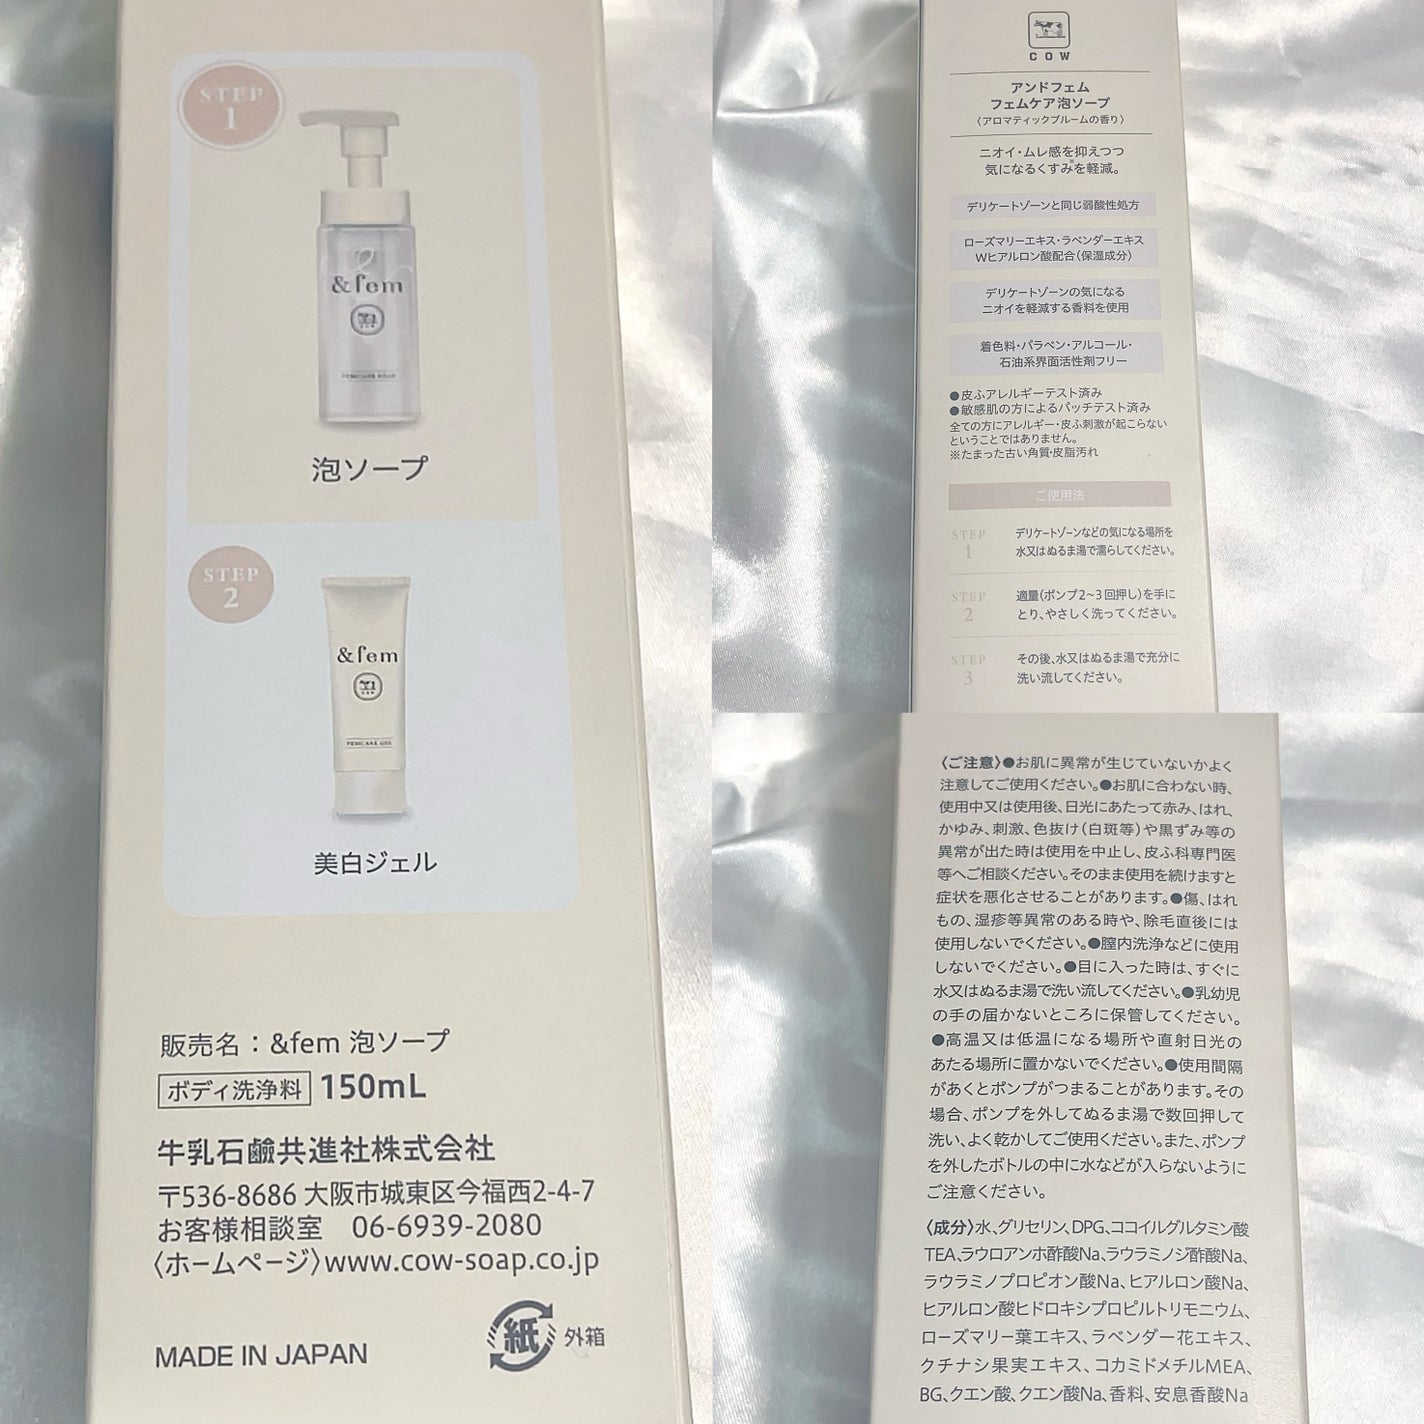 STEP
1
&fem
COW
FEMCARE SOAP
泡ソープ
STEP
2
&fem
COW
FEMCARE GEL
美白ジェル
販売名：&fem 泡ソープ
ボディ洗浄料 150mL
牛乳石鹼共進社株式会社
〒536-8686 大阪市城東区今福西2-4-7
お客様相談室 06-6939-2080
〈ホームページ〉www.cow-soap.co.jp
MADE IN JAPAN
紙 外箱
COW
アンドフェム
フェムケア泡ソープ
〈アロマティックブルームの香り〉
ニオイ・ムレ感を抑えつつ
気になるくすみ※を軽減。
デリケートゾーンと同じ弱酸性処方
ローズマリーエキス・ラベンダーエキス
Wヒアルロン酸配合（保湿成分）
デリケートゾーンの気になる
ニオイを軽減する香料を使用
着色料・パラベン・アルコール・
石油系界面活性剤フリー
●皮ふアレルギーテスト済み
●敏感肌の方によるパッチテスト済み
全ての方にアレルギー・皮ふ刺激が起こらない
ということではありません。
※たまった古い角質・皮脂汚れ
ご使用法
STEP
1
デリケートゾーンなどの気になる場所を
水又はぬるま湯で濡らしてください。
STEP
2
適量(ポンプ2~3回押し)を手に
とり、やさしく洗ってください。
STEP
3
その後、水又はぬるま湯で充分に
洗い流してください。
〈ご注意〉●お肌に異常が生じていないかよく
注意してご使用ください。●お肌に合わない時、
使用中又は使用後、日光にあたって赤み、はれ、
かゆみ、刺激、色抜け(白斑等)や黒ずみ等の
異常が出た時は使用を中止し、皮ふ科専門医
等へご相談ください。そのまま使用を続けますと
症状を悪化させることがあります。●傷、はれ
もの、湿疹等異常のある時や、除毛直後には
使用しないでください。●膣内洗浄などに使用
しないでください。●目に入った時は、すぐに
水又はぬるま湯で洗い流してください。●乳幼児
の手の届かないところに保管してください。
●高温又は低温になる場所や直射日光の
あたる場所に置かないでください。●使用間隔
があくとポンプがつまることがあります。その
場合、ポンプを外してぬるま湯で数回押して
洗い、よく乾かしてご使用ください。また、ポンプ
を外したボトルの中に水などが入らないように
ご注意ください。
〈成分〉水、グリセリン、DPG、ココイルグルタミン酸
TEA、ラウロアンホ酢酸Na、ラウラミノジ酢酸Na、
ラウラミノプロピオン酸Na、ヒアルロン酸Na、
ヒアルロン酸ヒドロキシプロピルトリモニウム、
ローズマリー葉エキス、ラベンダー花エキス、
クチナシ果実エキス、コカミドメチルMEA、
BG、クエン酸、クエン酸Na、香料、安息香酸Na